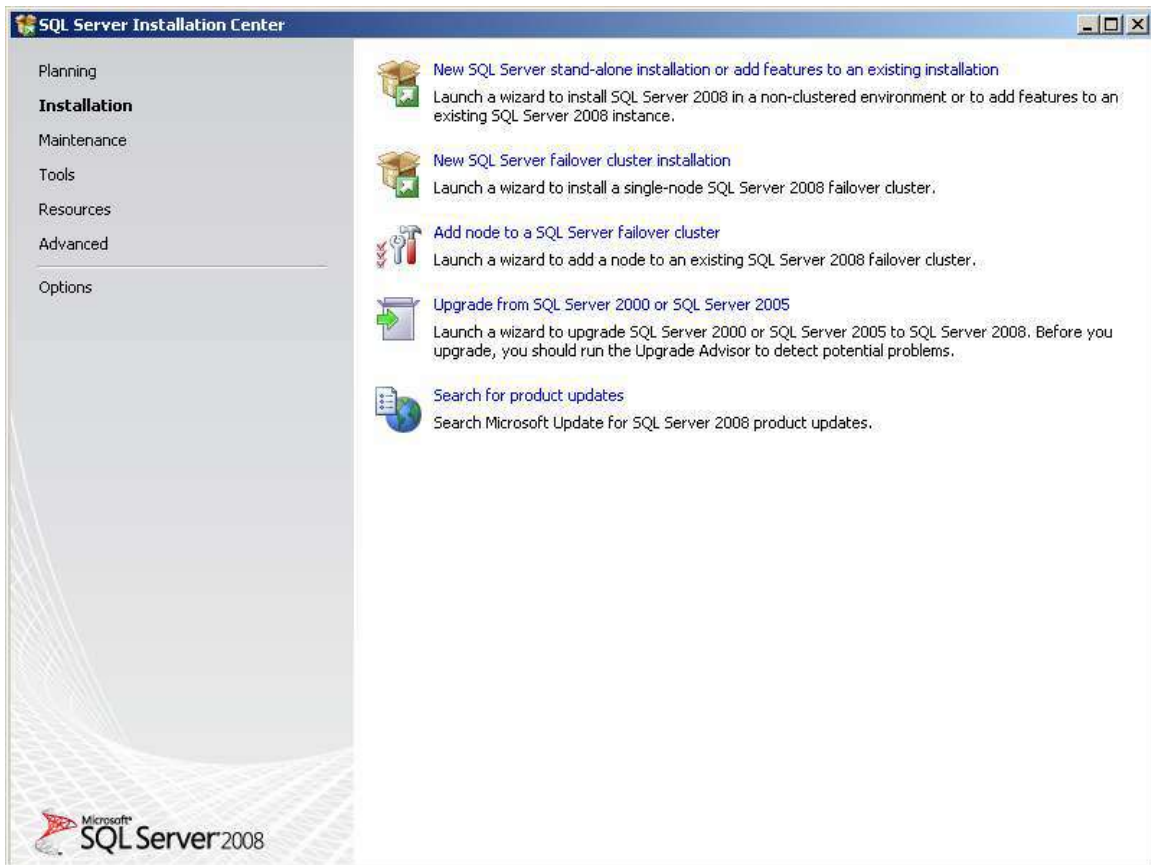 SQL Server Installation Center
Planning
Installation
Maintenance
Tools
Resources
Advanced
Options
New SQL Server stand-alone installation or add features to an existing installation
Launch a wizard to install SQL Server 2008 in a non-clustered environment or to add features to an
existing SQL Server 2008 instance.
New SQL Server failover cluster installation
Launch a wizard to install a single-node SQL Server 2008 failover cluster.
Add node to a SQL Server failover cluster
Launch a wizard to add a node to an existing SQL Server 2008 failover cluster.
Upgrade from SQL Server 2000 or SQL Server 2005
Launch a wizard to upgrade SQL Server 2000 or SQL Server 2005 to SQL Server 2008. Before you
upgrade, you should run the Upgrade Advisor to detect potential problems.
Search for product updates
Search Microsoft Update for SQL Server 2008 product updates.
Microsoft
SQL Server 2008